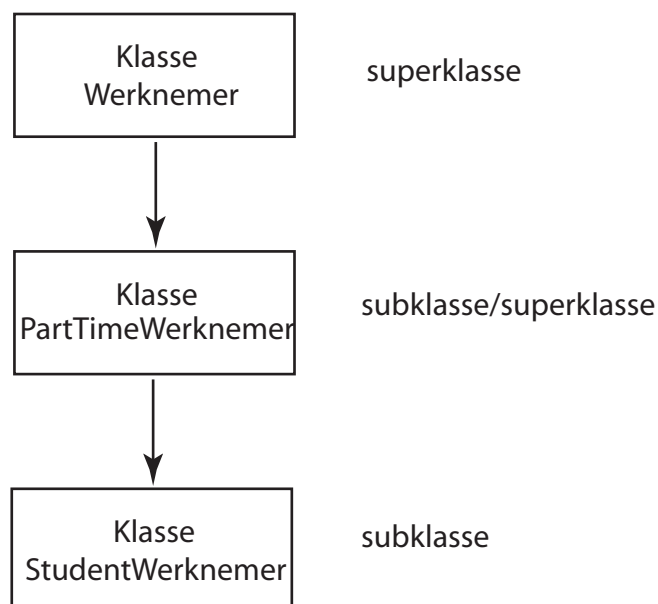 Klasse
Werknemer
superklasse
Klasse
PartTimeWerknemer
subklasse/superklasse
Klasse
StudentWerknemer
subklasse